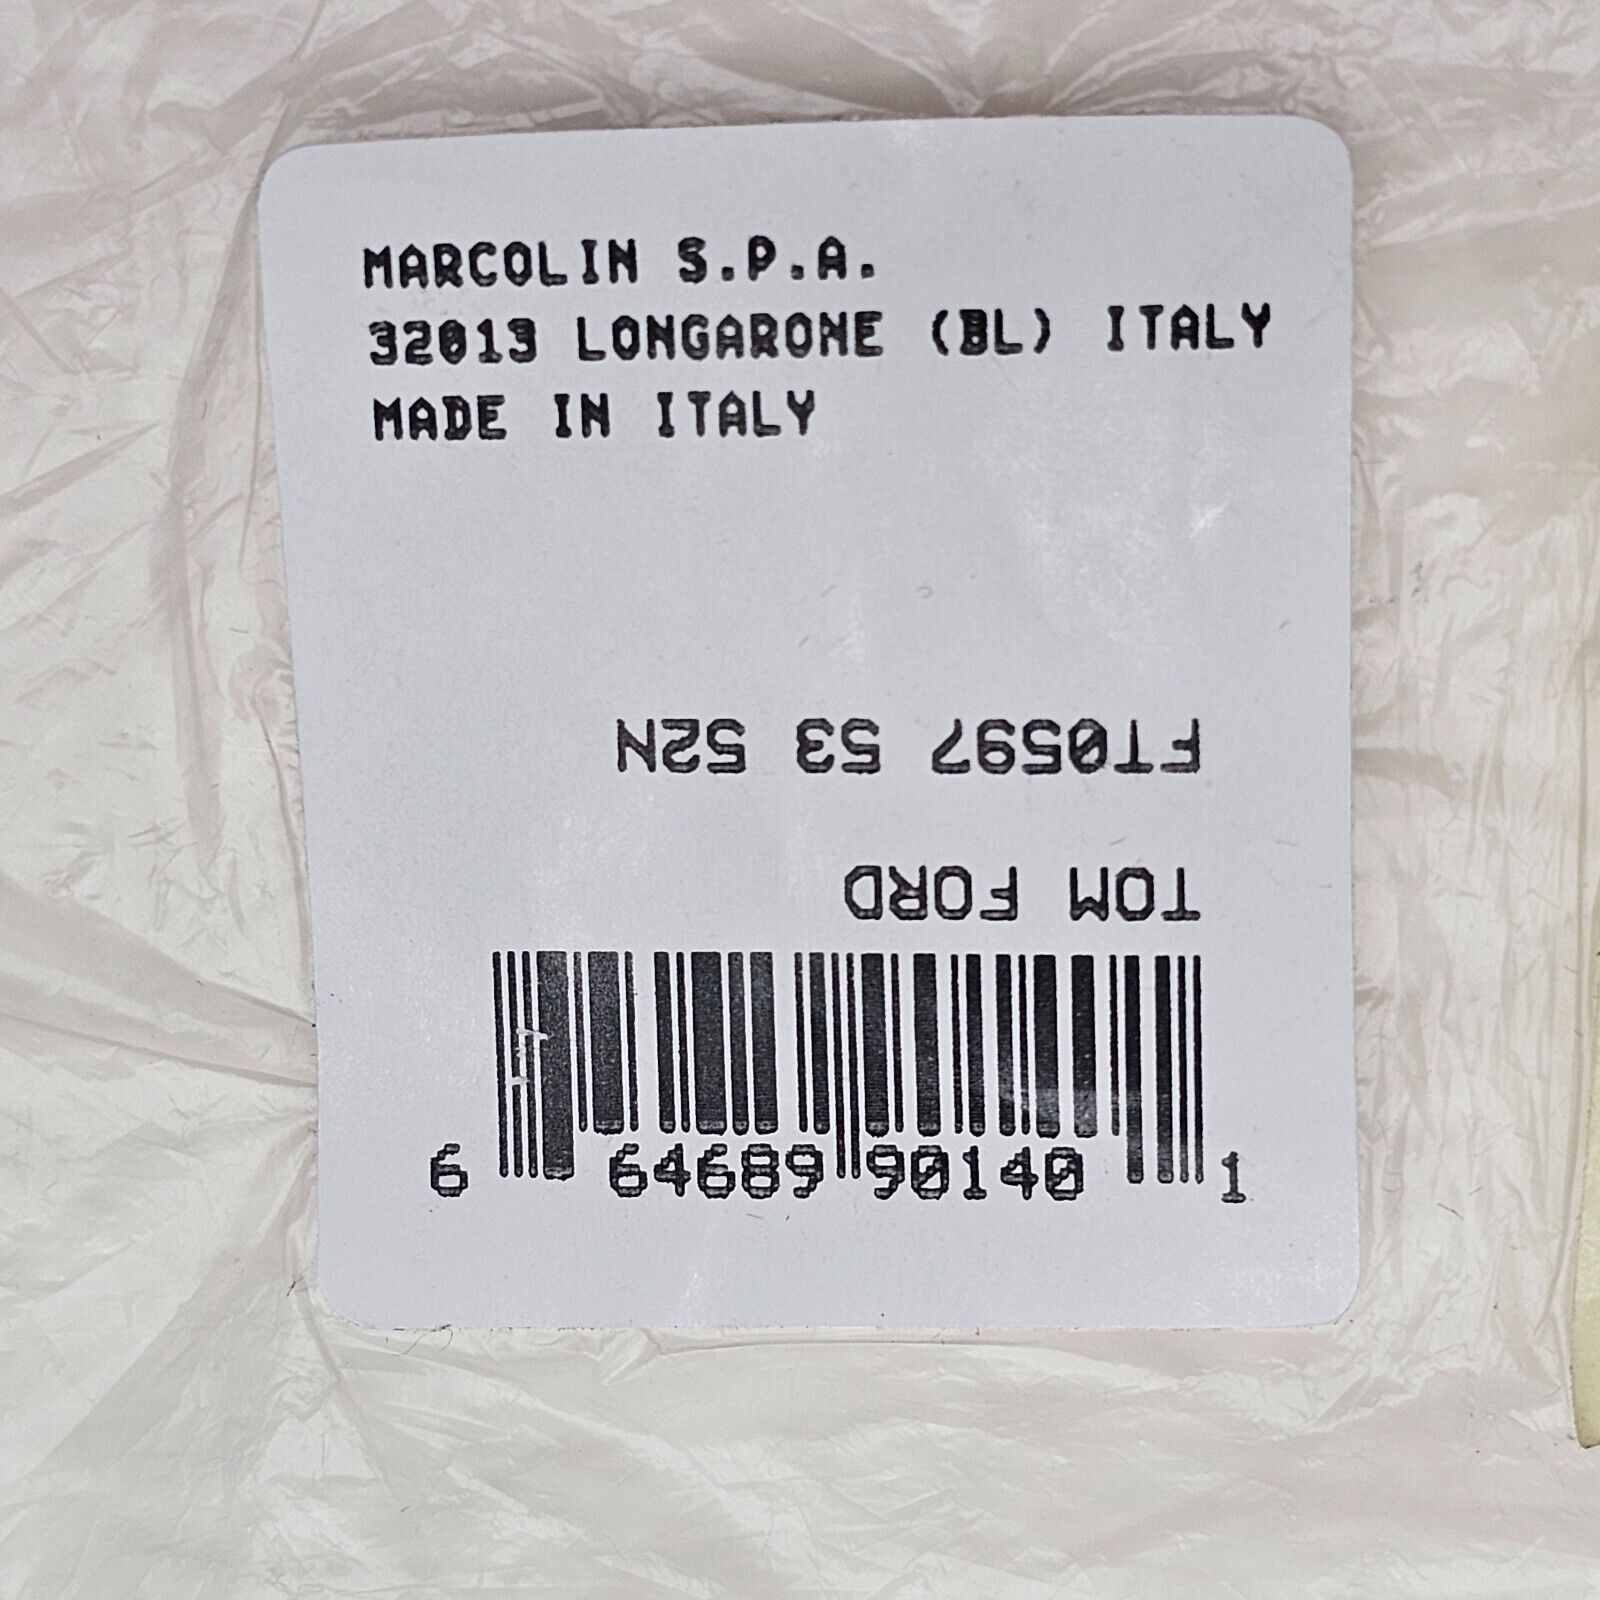 MARCOLIN S.P.A.
32013 LONGARONE (BL) ITALY
MADE IN ITALY
FT0597 53 52N
TOM FORD
6 64689 90140 1